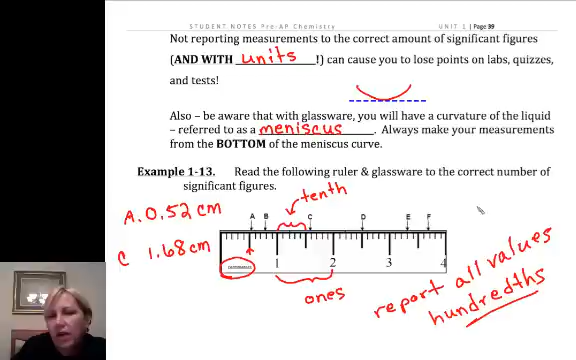 STUDENT NOTES Pre-AP Chemistry UNIT 1 | Page 39
Not reporting measurements to the correct amount of significant figures
(AND WITH units !) can cause you to lose points on labs, quizzes,
and tests!
Also – be aware that with glassware, you will have a curvature of the liquid
– referred to as a meniscus. Always make your measurements
from the BOTTOM of the meniscus curve.
Example 1-13. Read the following ruler & glassware to the correct number of
significant figures.
tenth
A. 0.52 cm
A B C D E F
C 1.68 cm
1 2 3 4
ones
report all values
hundredths